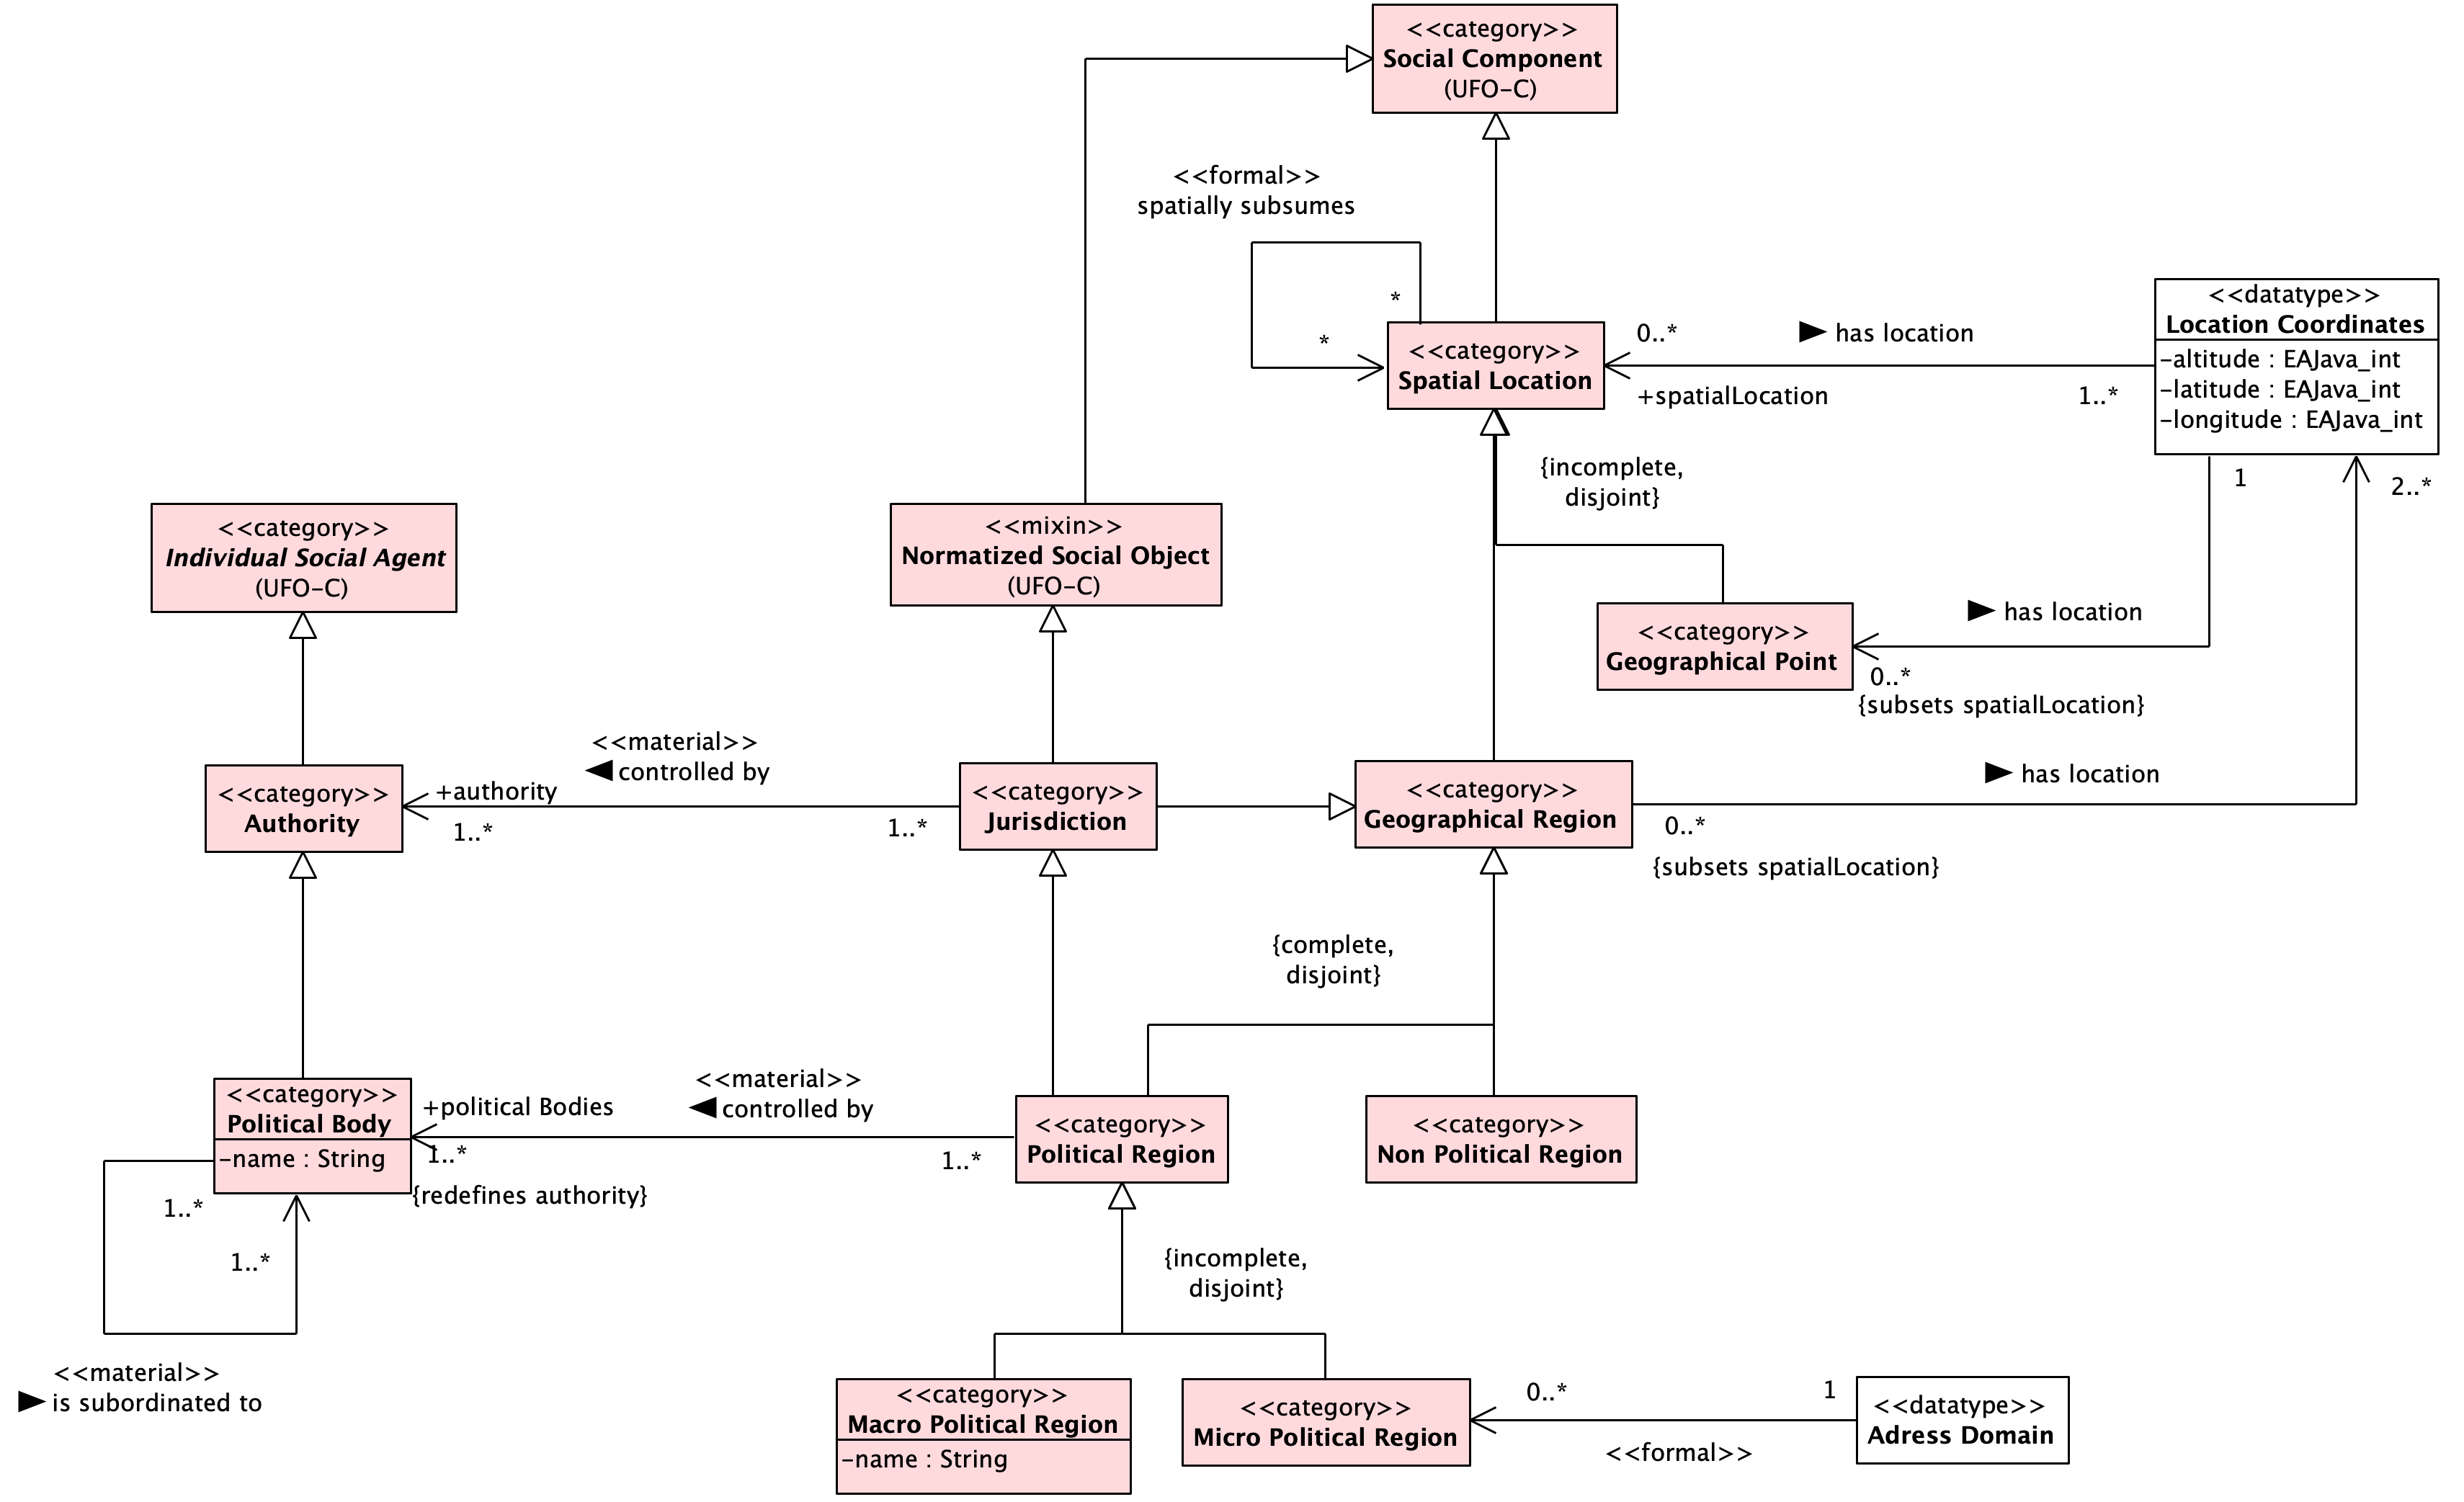 <<category>>
Social Component
(UFO-C)
<<formal>>
spatially subsumes
*
*
<<category>>
Spatial Location
0..*
► has location
+spatialLocation
1..*
<<datatype>>
Location Coordinates
-altitude : EAJava_int
-latitude : EAJava_int
-longitude : EAJava_int
{incomplete,
disjoint}
1
2..*
<<category>>
Individual Social Agent
(UFO-C)
<<mixin>>
Normatized Social Object
(UFO-C)
<<category>>
Geographical Point
► has location
0..*
{subsets spatialLocation}
<<category>>
Authority
+authority
1..*
<<material>>
◄ controlled by
1..*
<<category>>
Jurisdiction
<<category>>
Geographical Region
► has location
0..*
{subsets spatialLocation}
{complete,
disjoint}
<<category>>
Political Body
-name : String
+political Bodies
1..*
{redefines authority}
<<material>>
◄ controlled by
1..*
<<category>>
Political Region
<<category>>
Non Political Region
1..*
1..*
<<material>>
► is subordinated to
{incomplete,
disjoint}
<<category>>
Macro Political Region
-name : String
<<category>>
Micro Political Region
0..*
1
<<formal>>
<<datatype>>
Adress Domain